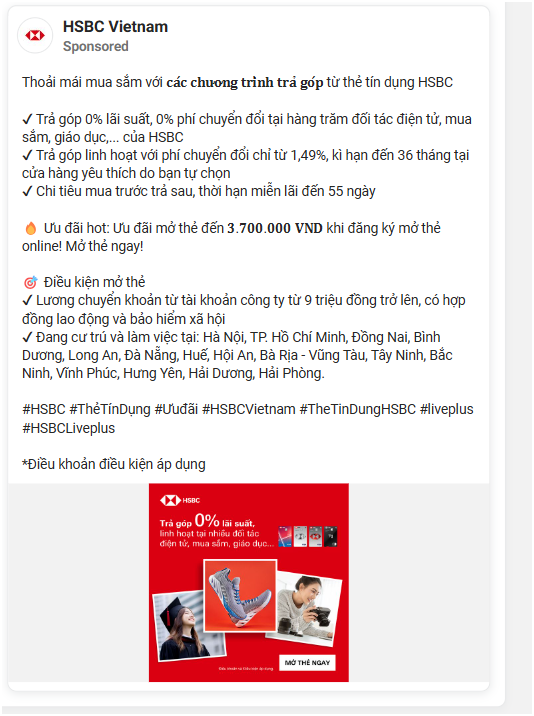 HSBC Vietnam
Sponsored
Thoải mái mua sắm với các chương trình trả góp từ thẻ tín dụng HSBC
✓ Trả góp 0% lãi suất, 0% phí chuyển đổi tại hàng trăm đối tác điện tử, mua
sắm, giáo dục,... của HSBC
✓ Trả góp linh hoạt với phí chuyển đổi chỉ từ 1,49%, kì hạn đến 36 tháng tại
cửa hàng yêu thích do bạn tự chọn
✓ Chi tiêu mua trước trả sau, thời hạn miễn lãi đến 55 ngày
🔥 Ưu đãi hot: Ưu đãi mở thẻ đến 3.700.000 VND khi đăng ký mở thẻ
online! Mở thẻ ngay!
🎯 Điều kiện mở thẻ
✓ Lương chuyển khoản từ tài khoản công ty từ 9 triệu đồng trở lên, có hợp
đồng lao động và bảo hiểm xã hội
✓ Đang cư trú và làm việc tại: Hà Nội, TP. Hồ Chí Minh, Đồng Nai, Bình
Dương, Long An, Đà Nẵng, Huế, Hội An, Bà Rịa - Vũng Tàu, Tây Ninh, Bắc
Ninh, Vĩnh Phúc, Hưng Yên, Hải Dương, Hải Phòng.
#HSBC #ThẻTínDụng #Ưuđãi #HSBCVietnam #TheTinDungHSBC #liveplus
#HSBCLiveplus
*Điều khoản điều kiện áp dụng
HSBC
Trả góp 0% lãi suất,
linh hoạt tại nhiều đối tác
điện tử, mua sắm, giáo dục...
MỞ THẺ NGAY
Điều khoản và Điều kiện áp dụng